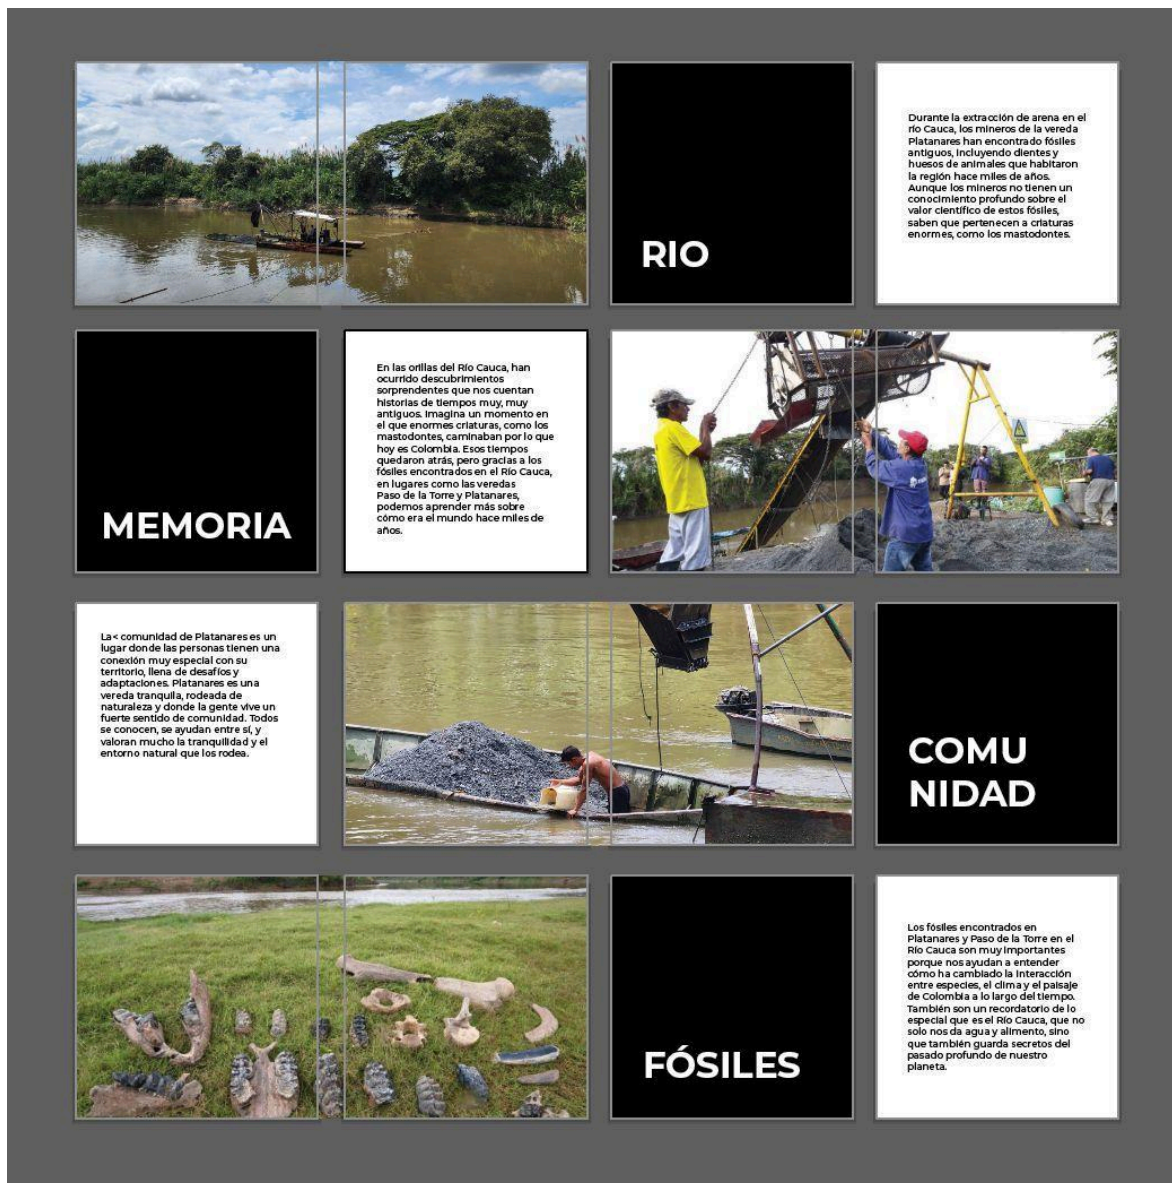 RIO
Durante la extracción de arena en el
río Cauca, los mineros de la vereda
Platanares han encontrado fósiles
antiguos, incluyendo dientes y
huesos de animales que habitaron
la región hace miles de años.
Aunque los mineros no tienen un
conocimiento profundo sobre el
valor científico de estos fósiles,
saben que pertenecen a criaturas
enormes, como los mastodontes.
MEMORIA
En las orillas del Río Cauca, han
ocurrido descubrimientos
sorprendentes que nos cuentan
historias de tiempos muy, muy
antiguos. Imagina un momento en
el que enormes criaturas, como los
mastodontes, caminaban por lo que
hoy es Colombia. Esos tiempos
quedaron atrás, pero gracias a los
fósiles encontrados en el Río Cauca,
en lugares como las veredas
Paso de la Torre y Platanares,
podemos aprender más sobre
cómo era el mundo hace miles de
años.
La< comunidad de Platanares es un
lugar donde las personas tienen una
conexión muy especial con su
territorio, llena de desafíos y
adaptaciones. Platanares es una
vereda tranquila, rodeada de
naturaleza y donde la gente vive un
fuerte sentido de comunidad. Todos
se conocen, se ayudan entre sí, y
valoran mucho la tranquilidad y el
entorno natural que los rodea.
COMU
NIDAD
FÓSILES
Los fósiles encontrados en
Platanares y Paso de la Torre en el
Río Cauca son muy importantes
porque nos ayudan a entender
cómo ha cambiado la interacción
entre especies, el clima y el paisaje
de Colombia a lo largo del tiempo.
También son un recordatorio de lo
especial que es el Río Cauca, que no
solo nos da agua y alimento, sino
que también guarda secretos del
pasado profundo de nuestro
planeta.